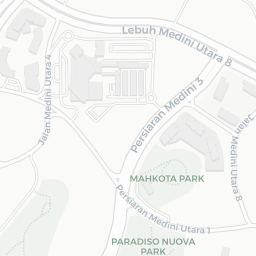 Lebuh Medini Utara 8
Jalan Medini Utara 4
Persiaran Medini 3
Jalan Medini Utara 8
MAHKOTA PARK
Persiaran Medini Utara 1
PARADISO NUOVA
PARK